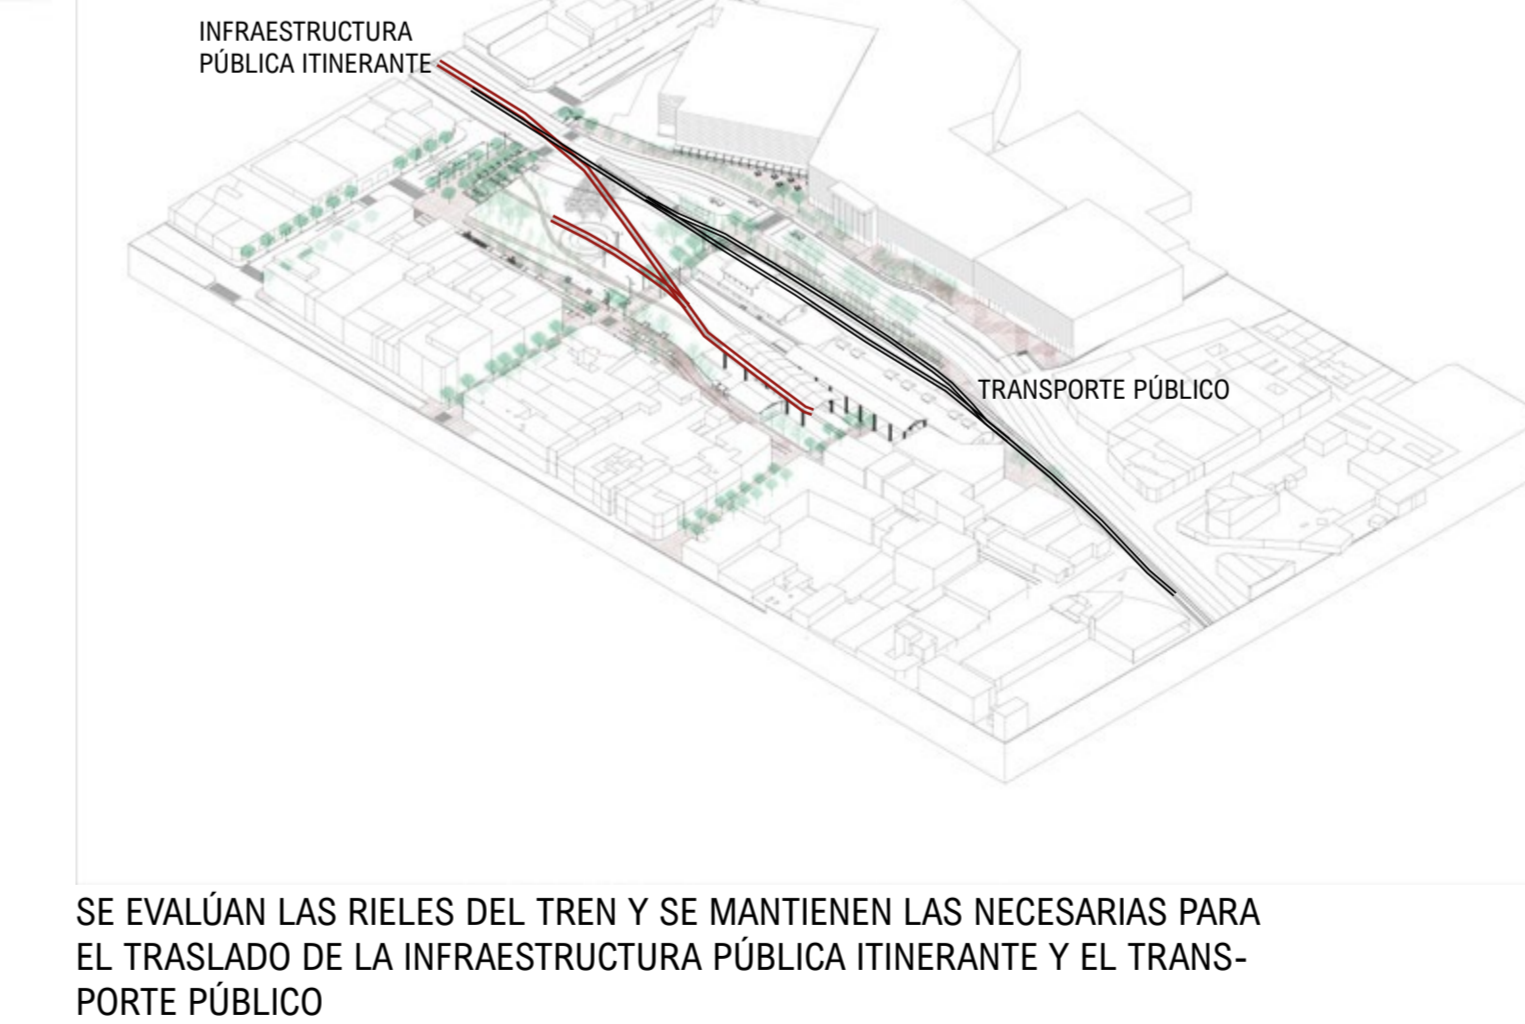 INFRAESTRUCTURA
PÚBLICA ITINERANTE
TRANSPORTE PÚBLICO
SE EVALÚAN LAS RIELES DEL TREN Y SE MANTIENEN LAS NECESARIAS PARA
EL TRASLADO DE LA INFRAESTRUCTURA PÚBLICA ITINERANTE Y EL TRANS-
PORTE PÚBLICO